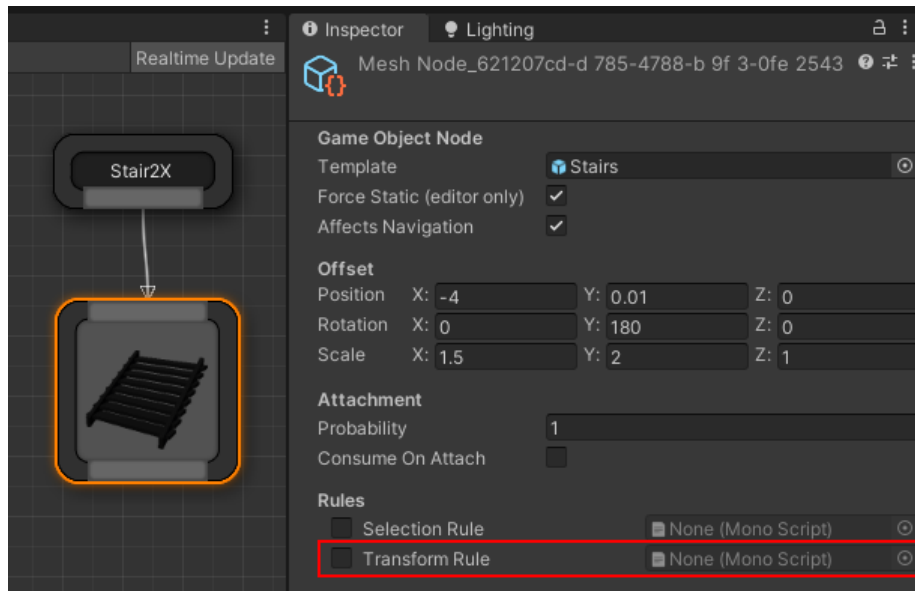 Realtime Update
Stair2X
Inspector
Lighting
Mesh Node_621207cd-d 785-4788-b 9f 3-0fe 2543
Game Object Node
Template Stairs
Force Static (editor only)
Affects Navigation
Offset
Position X: -4 Y: 0.01 Z: 0
Rotation X: 0 Y: 180 Z: 0
Scale X: 1.5 Y: 2 Z: 1
Attachment
Probability 1
Consume On Attach
Rules
Selection Rule None (Mono Script)
Transform Rule None (Mono Script)